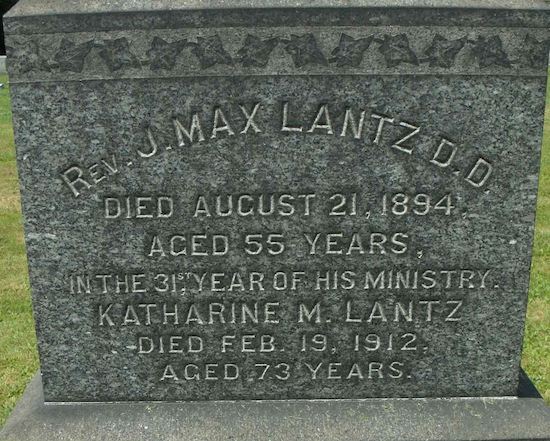 REV. J. MAX LANTZ D.D.
DIED AUGUST 21, 1894,
AGED 55 YEARS,
IN THE 31ST YEAR OF HIS MINISTRY.
KATHARINE M. LANTZ
DIED FEB. 19, 1912.
AGED 73 YEARS.